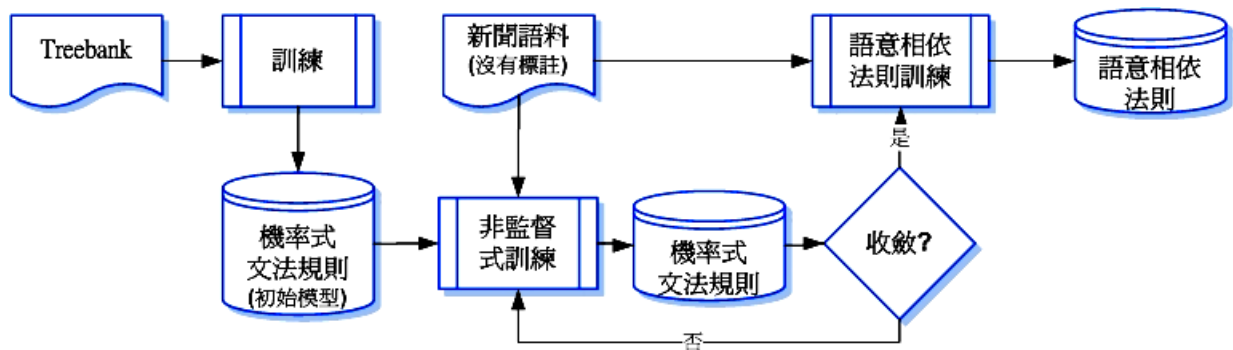 Treebank
訓練
新聞語料
(沒有標註)
語意相依
法則訓練
語意相依
法則
是
機率式
文法規則
(初始模型)
非監督
式訓練
機率式
文法規則
收斂?
否